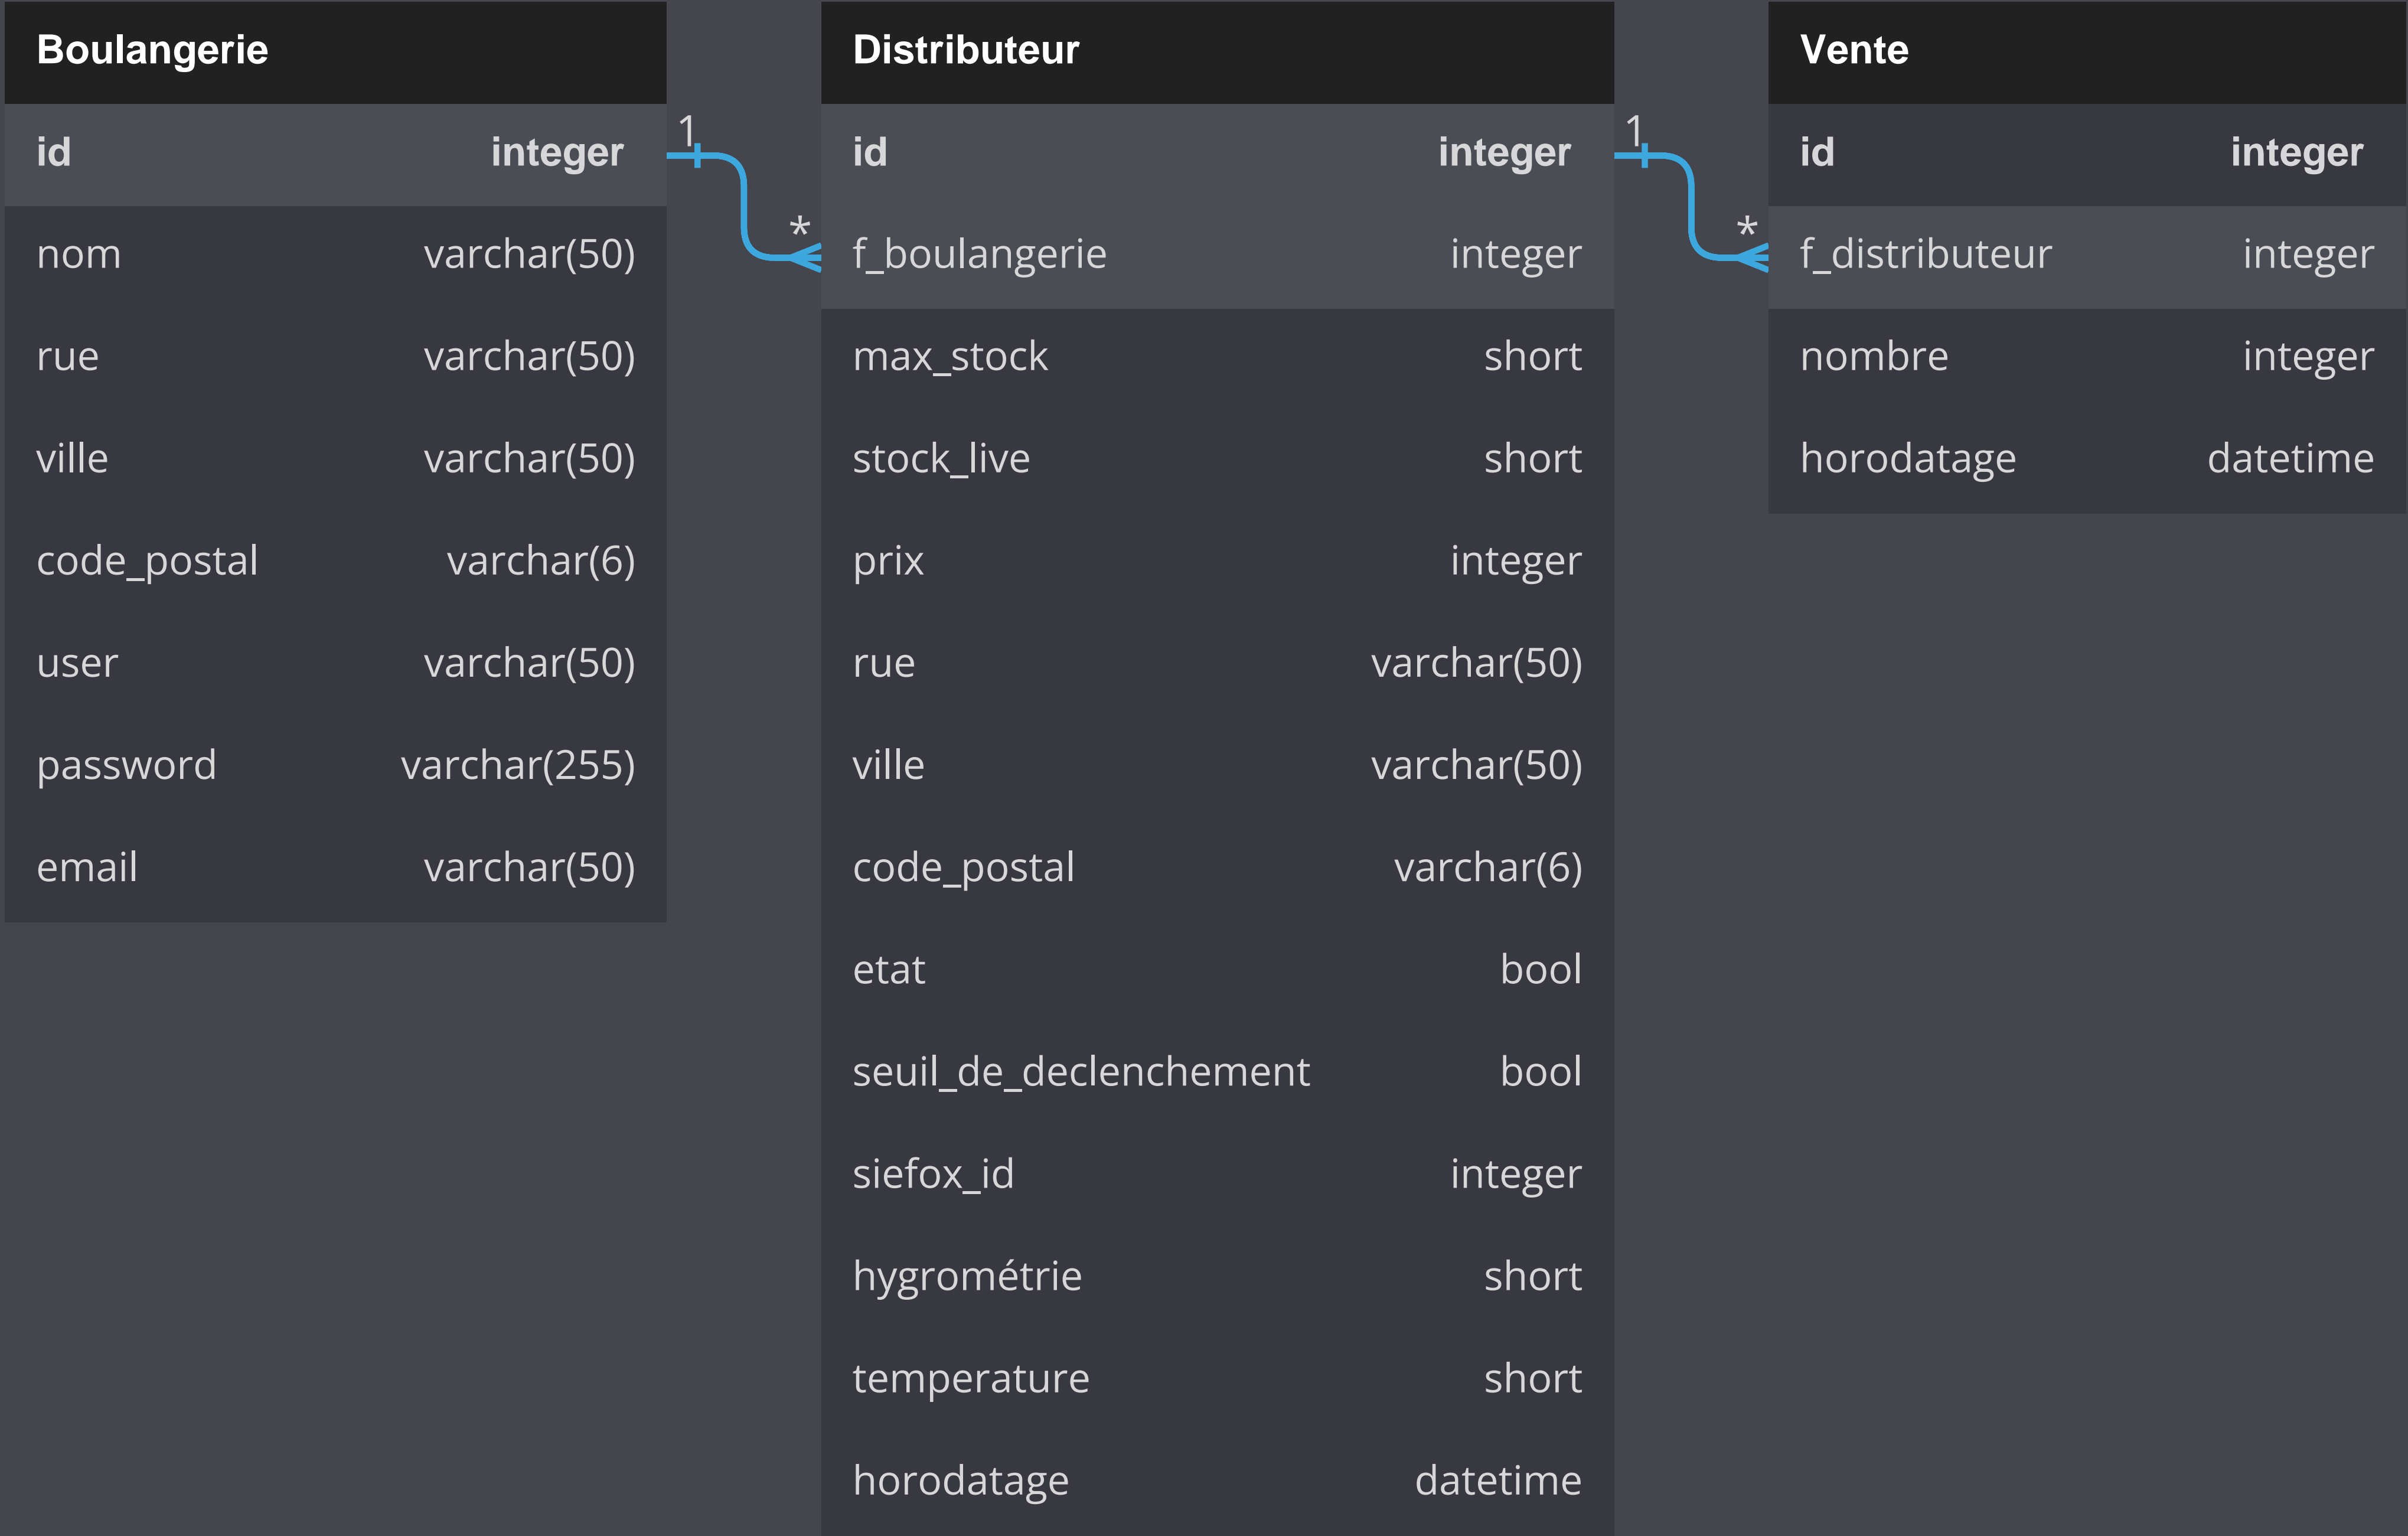 Boulangerie
id integer
nom varchar(50)
rue varchar(50)
ville varchar(50)
code_postal varchar(6)
user varchar(50)
password varchar(255)
email varchar(50)
1
*
Distributeur
id integer
f_boulangerie integer
max_stock short
stock_live short
prix integer
rue varchar(50)
ville varchar(50)
code_postal varchar(6)
etat bool
seuil_de_declenchement bool
siefox_id integer
hygrométrie short
temperature short
horodatage datetime
1
*
Vente
id integer
f_distributeur integer
nombre integer
horodatage datetime